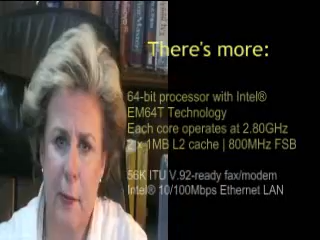 There's more:
64-bit processor with Intel®
EM64T Technology
Each core operates at 2.80GHz
2 x 1MB L2 cache | 800MHz FSB
56K ITU V.92-ready fax/modem
Intel® 10/100Mbps Ethernet LAN